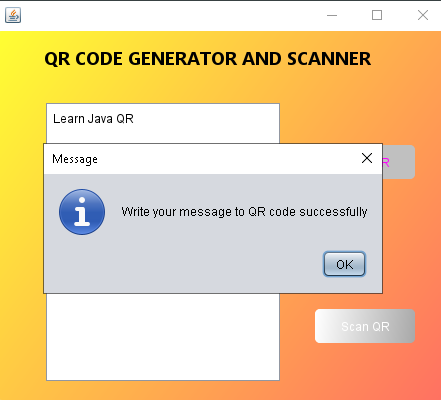 QR CODE GENERATOR AND SCANNER
Learn Java QR
Message
Write your message to QR code successfully
OK
Scan QR